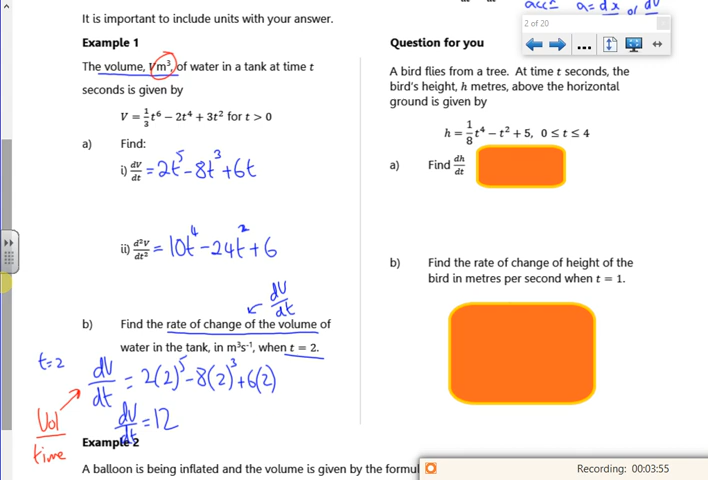 It is important to include units with your answer.
Example 1
The volume, Vm³, of water in a tank at time t
seconds is given by
V = 1/3 t⁶ − 2t⁴ + 3t² for t > 0
a) Find:
i) dV/dt = 2t⁵ − 8t³ + 6t
ii) d²V/dt² = 10t⁴ − 24t² + 6
← dV/dt
b) Find the rate of change of the volume of
water in the tank, in m³s⁻¹, when t = 2.
t=2
dV/dt = 2(2)⁵ − 8(2)³ + 6(2)
dV/dt = 12
Vol/time
Example 2
A balloon is being inflated and the volume is given by the formul
acc= a = dx or dv
2 of 20
Question for you
A bird flies from a tree. At time t seconds, the
bird's height, h metres, above the horizontal
ground is given by
h = 1/8 t⁴ − t² + 5, 0 ≤ t ≤ 4
a) Find dh/dt
b) Find the rate of change of height of the
bird in metres per second when t = 1.
Recording: 00:03:55